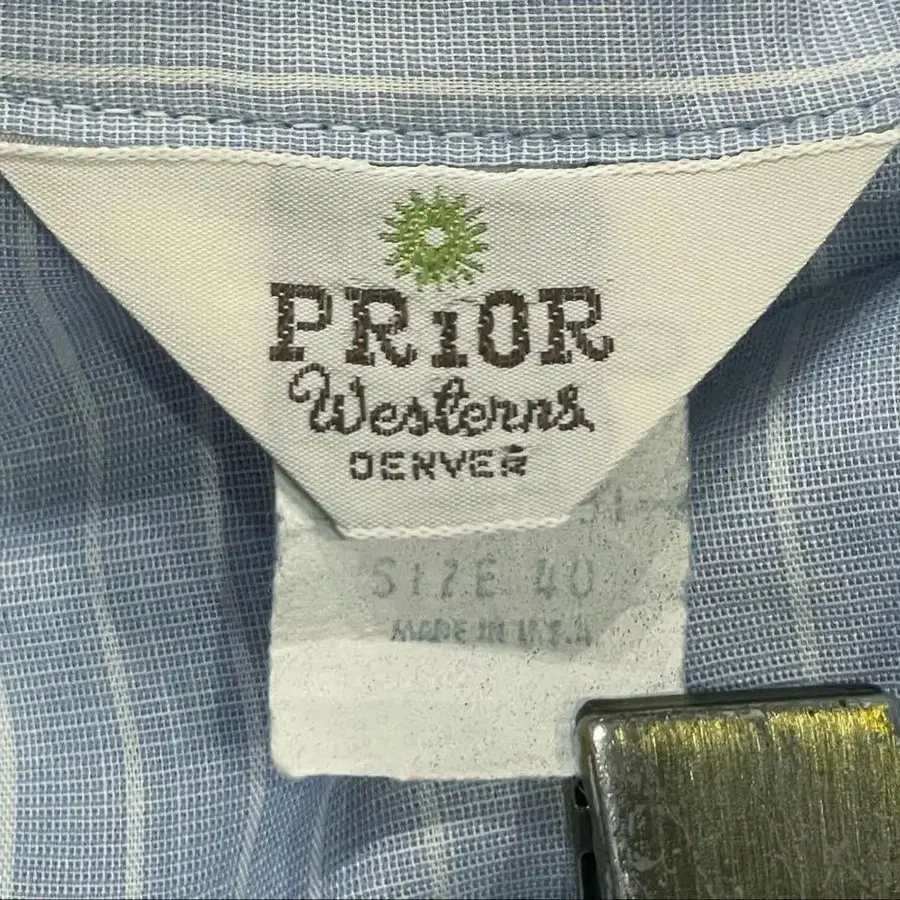 PRiOR
Westerns
DENVER
SIZE 40
MADE IN U.S.A